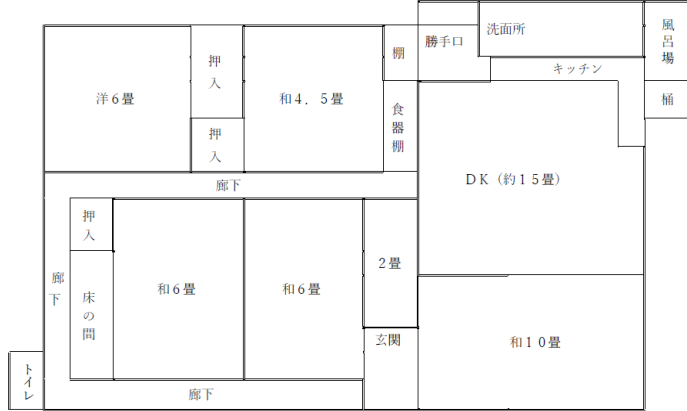 洗面所
風呂場
勝手口
棚
押入
キッチン
洋６畳
和４．５畳
桶
食器棚
押入
廊下
ＤＫ（約１５畳）
押入
２畳
廊下
床の間
和６畳
和６畳
玄関
和１０畳
トイレ
廊下